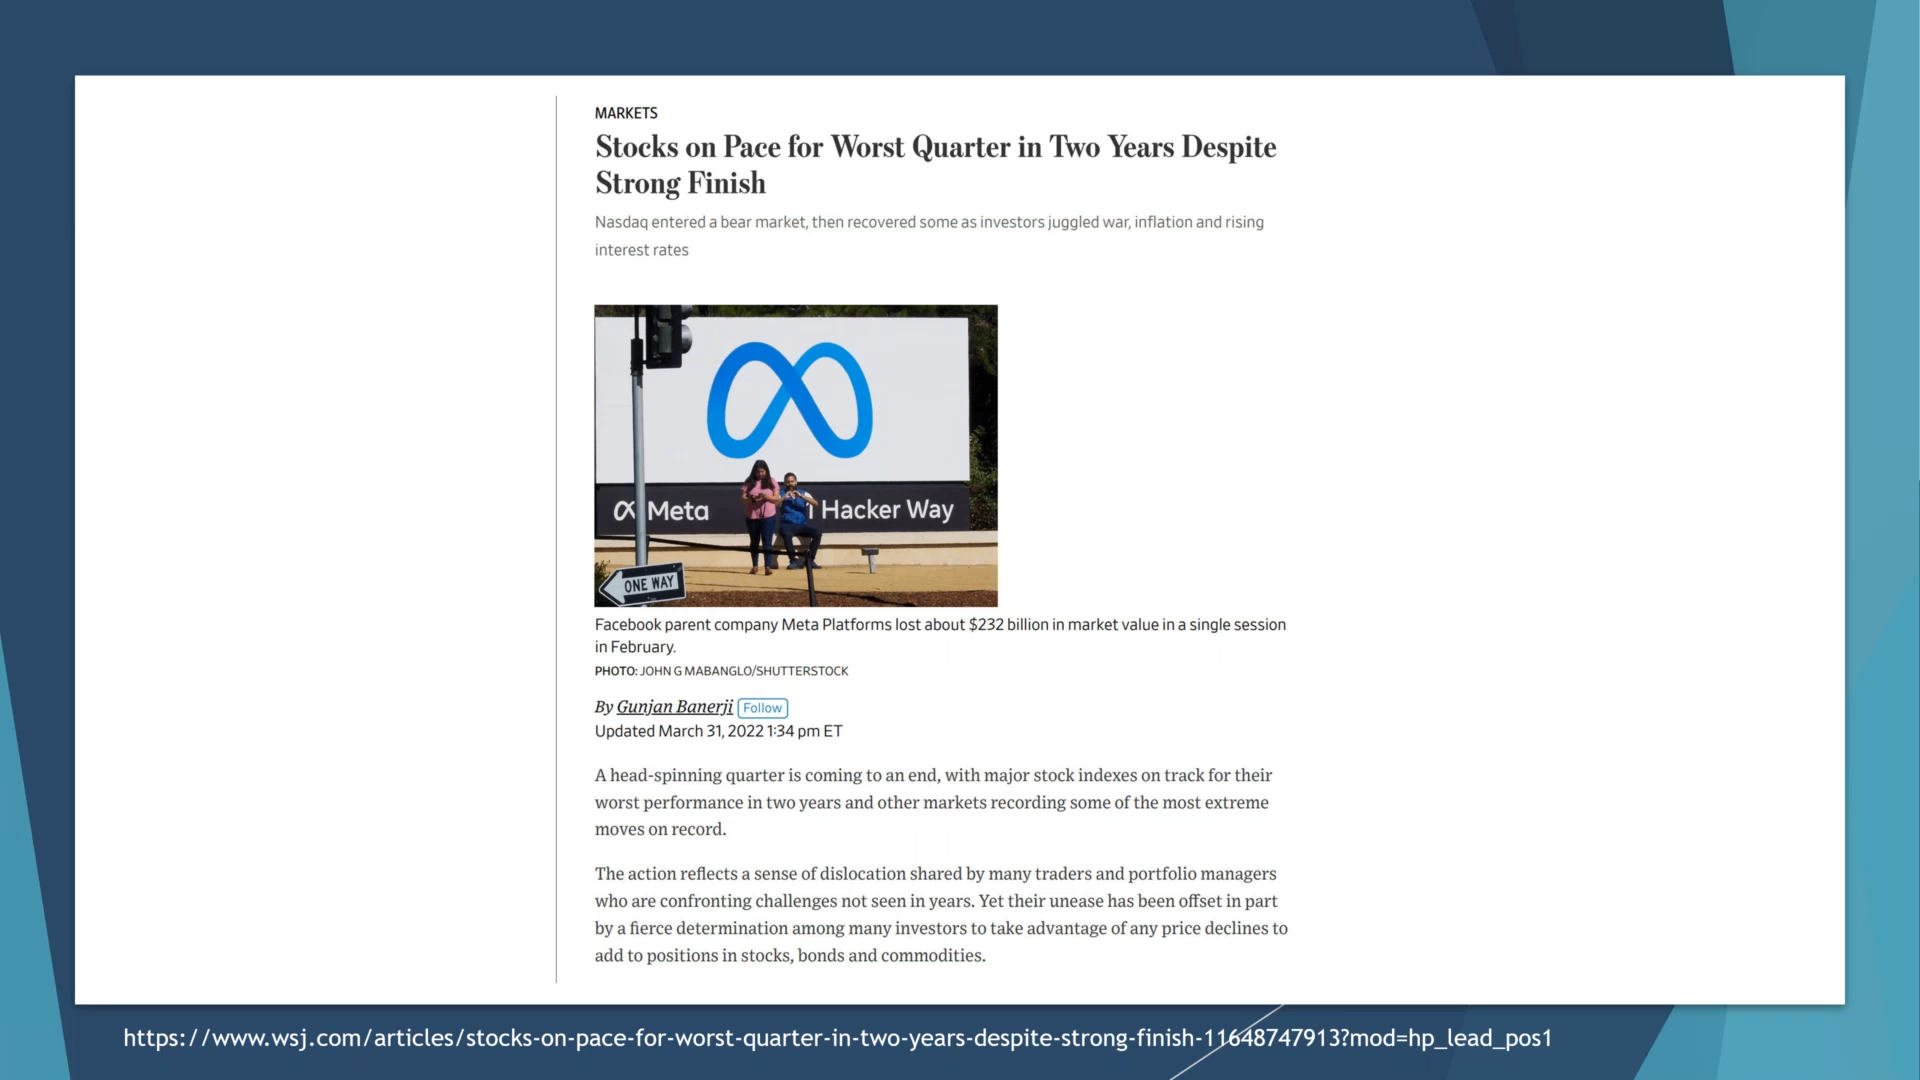 MARKETS
Stocks on Pace for Worst Quarter in Two Years Despite
Strong Finish
Nasdaq entered a bear market, then recovered some as investors juggled war, inflation and rising
interest rates
Meta
1 Hacker Way
ONE WAY
Facebook parent company Meta Platforms lost about $232 billion in market value in a single session
in February.
PHOTO: JOHN G MABANGLO/SHUTTERSTOCK
By Gunjan Banerji Follow
Updated March 31, 2022 1:34 pm ET
A head-spinning quarter is coming to an end, with major stock indexes on track for their
worst performance in two years and other markets recording some of the most extreme
moves on record.
The action reflects a sense of dislocation shared by many traders and portfolio managers
who are confronting challenges not seen in years. Yet their unease has been offset in part
by a fierce determination among many investors to take advantage of any price declines to
add to positions in stocks, bonds and commodities.
https://www.wsj.com/articles/stocks-on-pace-for-worst-quarter-in-two-years-despite-strong-finish-11648747913?mod=hp_lead_pos1